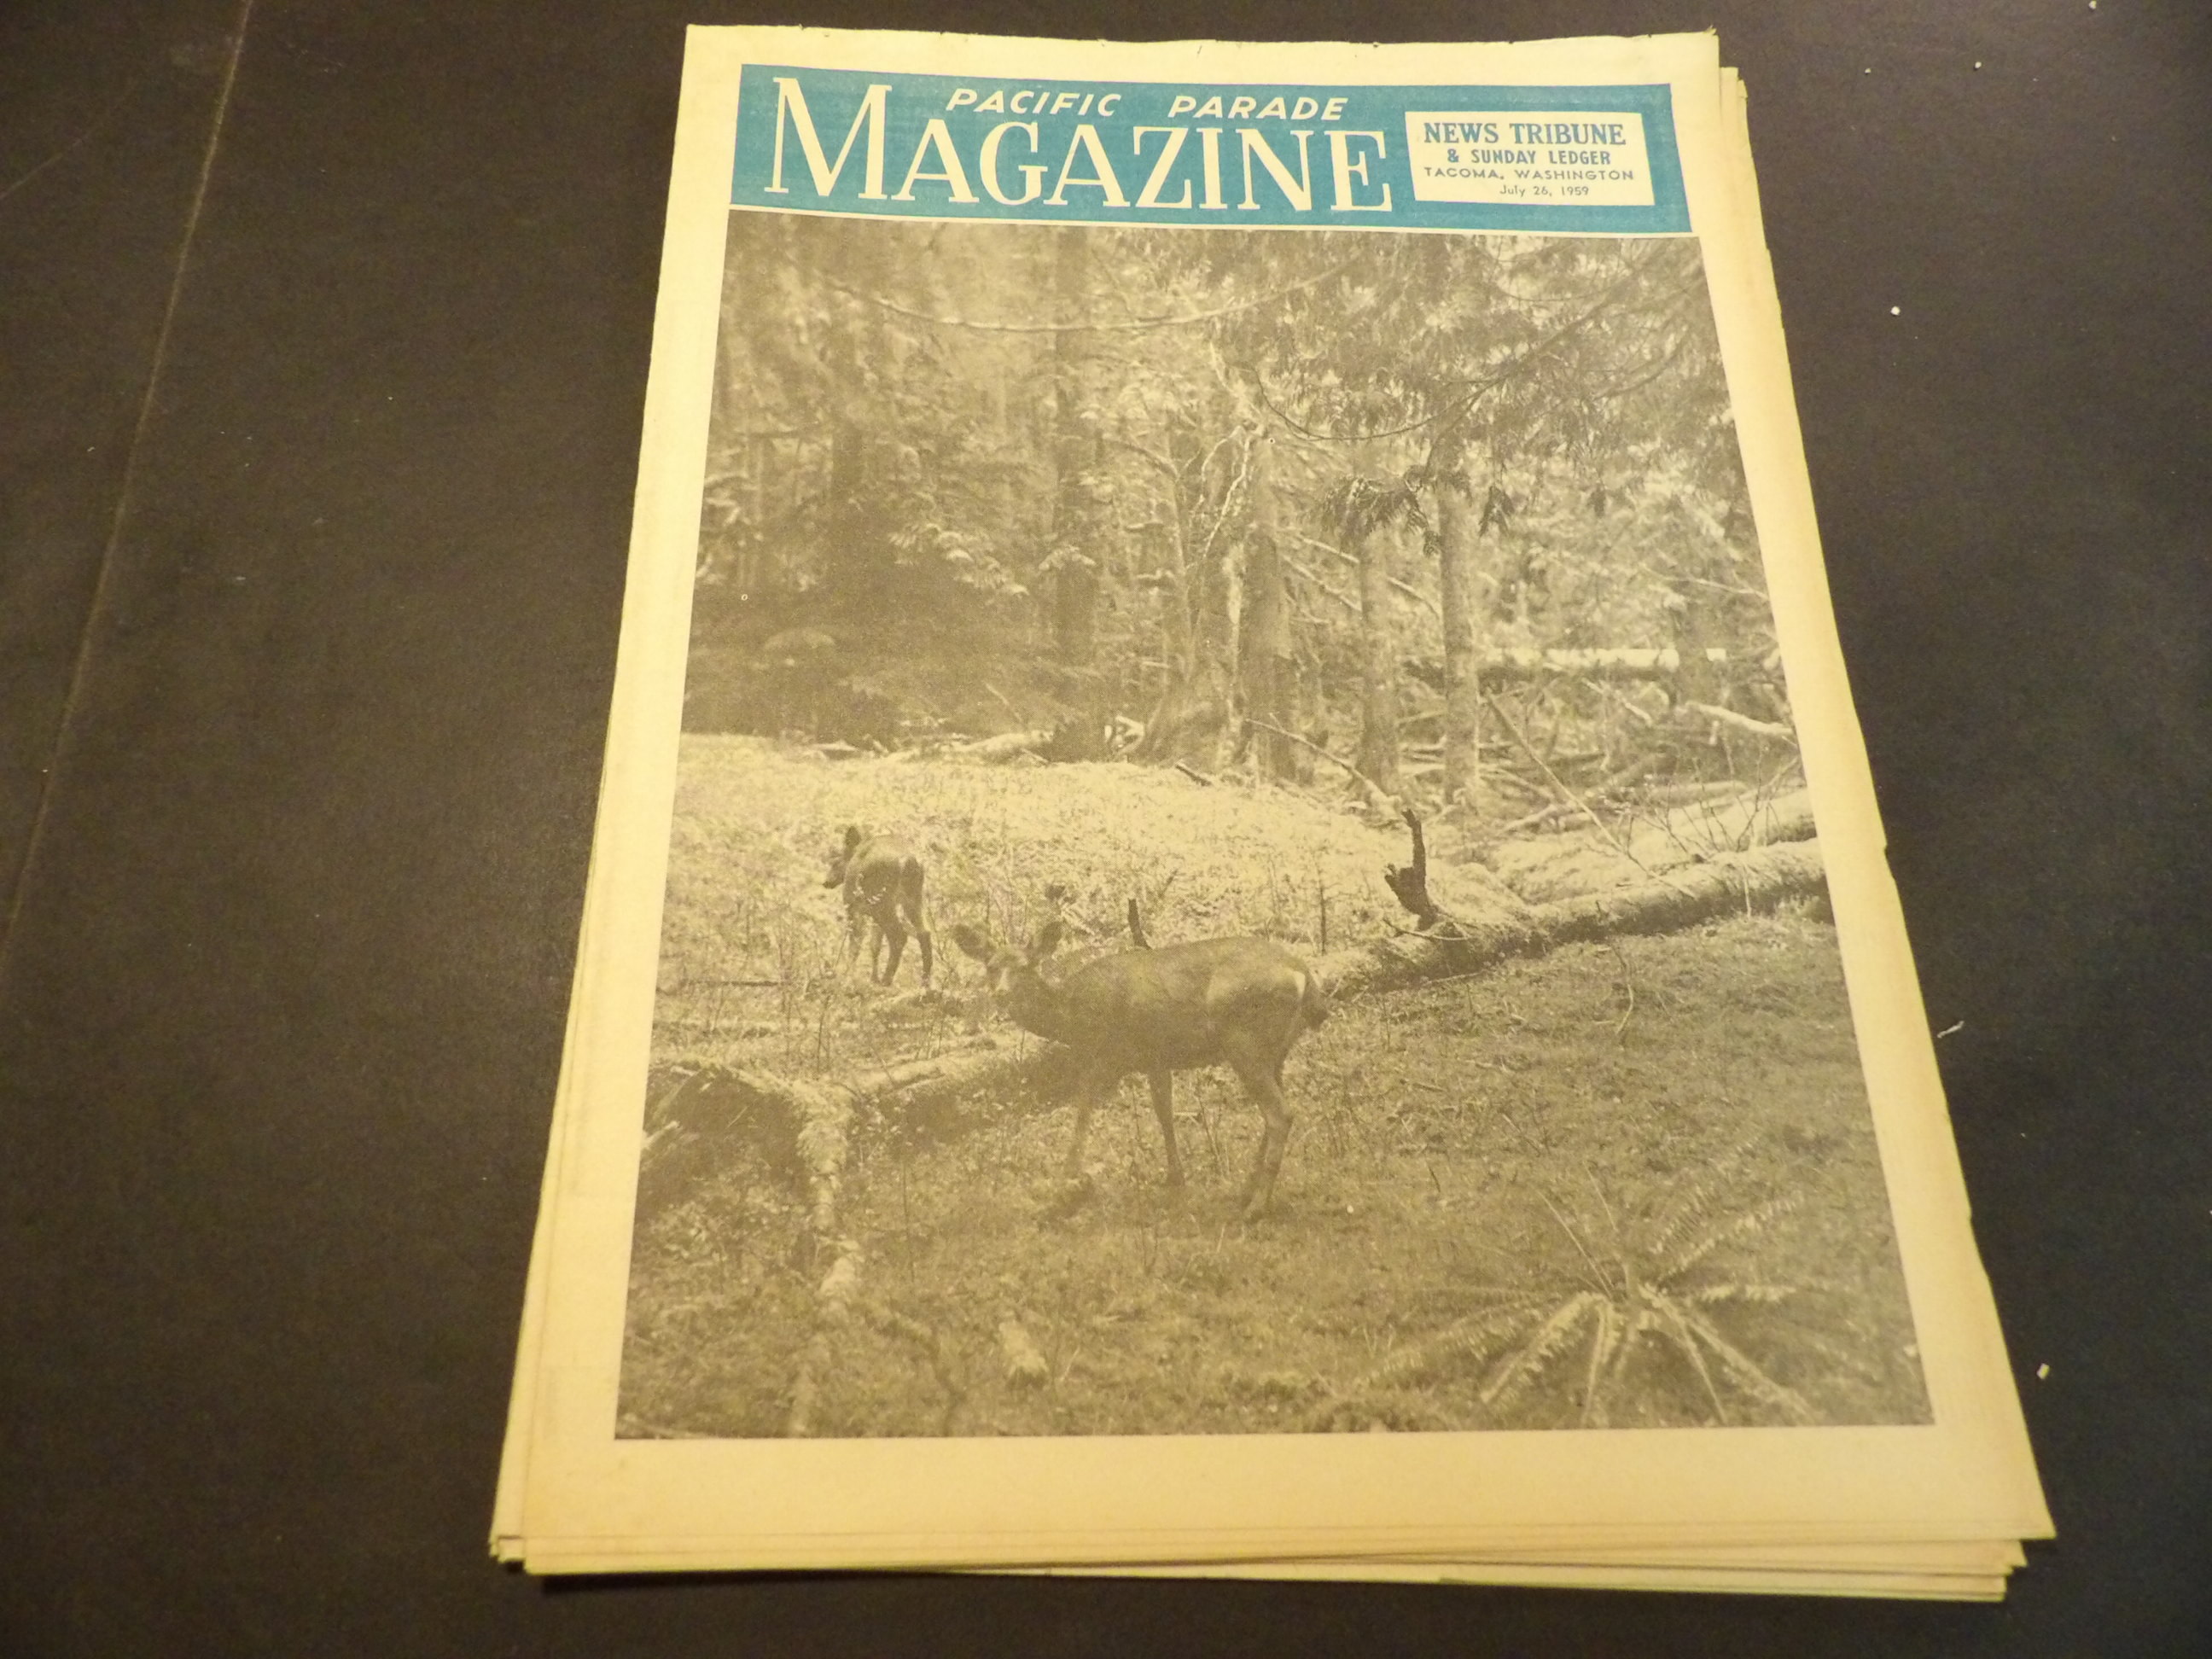 PACIFIC PARADE
MAGAZINE
NEWS TRIBUNE
& SUNDAY LEDGER
TACOMA, WASHINGTON
July 26, 1959